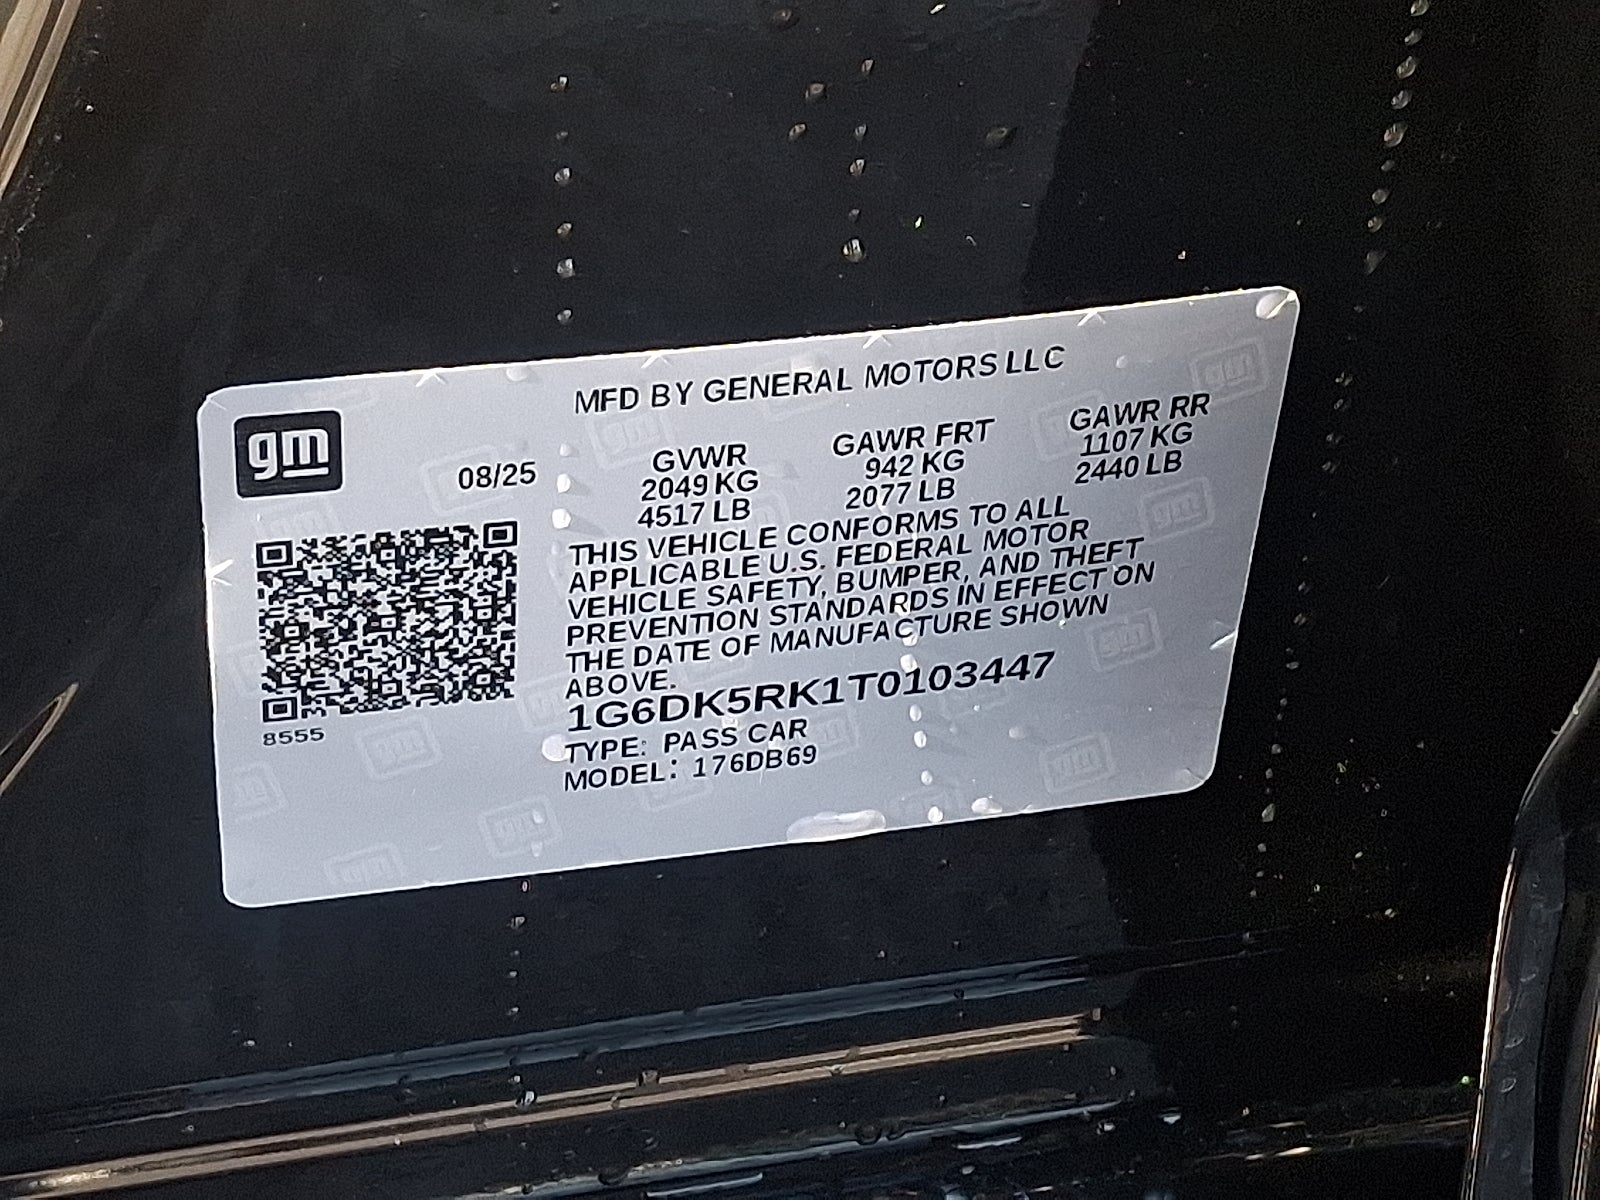 MFD BY GENERAL MOTORS LLC
gm
08/25
GVWR
2049 KG
4517 LB
GAWR FRT
942 KG
2077 LB
GAWR RR
1107 KG
2440 LB
THIS VEHICLE CONFORMS TO ALL
APPLICABLE U.S. FEDERAL MOTOR
VEHICLE SAFETY, BUMPER, AND THEFT
PREVENTION STANDARDS IN EFFECT ON
THE DATE OF MANUFACTURE SHOWN
ABOVE.
1G6DK5RK1T0103447
TYPE: PASS CAR
MODEL: 176DB69
8555